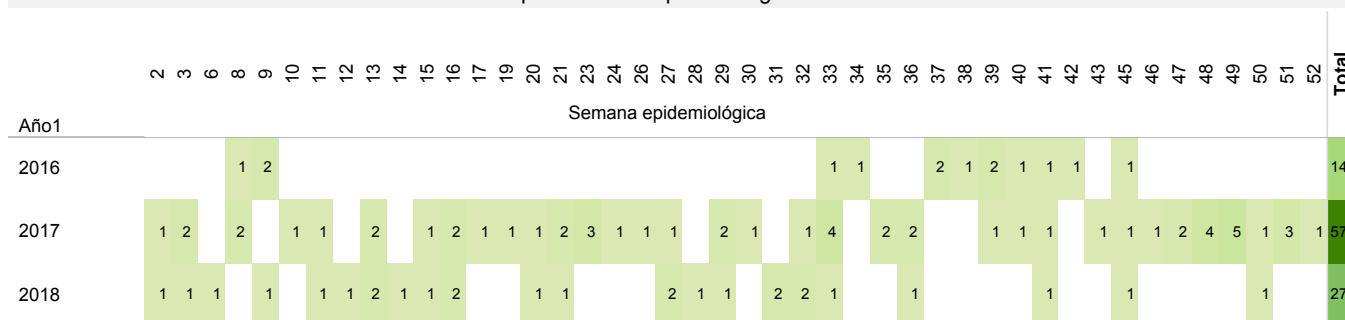 2 3 6 8 9 10 11 12 13 14 15 16 17 19 20 21 23 24 26 27 28 29 30 31 32 33 34 35 36 37 38 39 40 41 42 43 45 46 47 48 49 50 51 52 Total
Semana epidemiológica
Año1
2016 1 2 1 1 2 1 2 1 1 1 1 14
2017 1 2 2 1 1 2 1 2 1 1 1 2 3 1 1 1 2 1 1 4 2 2 1 1 1 1 1 1 2 4 5 1 3 1 57
2018 1 1 1 1 1 1 2 1 1 2 1 1 2 1 1 2 2 1 1 1 1 1 27